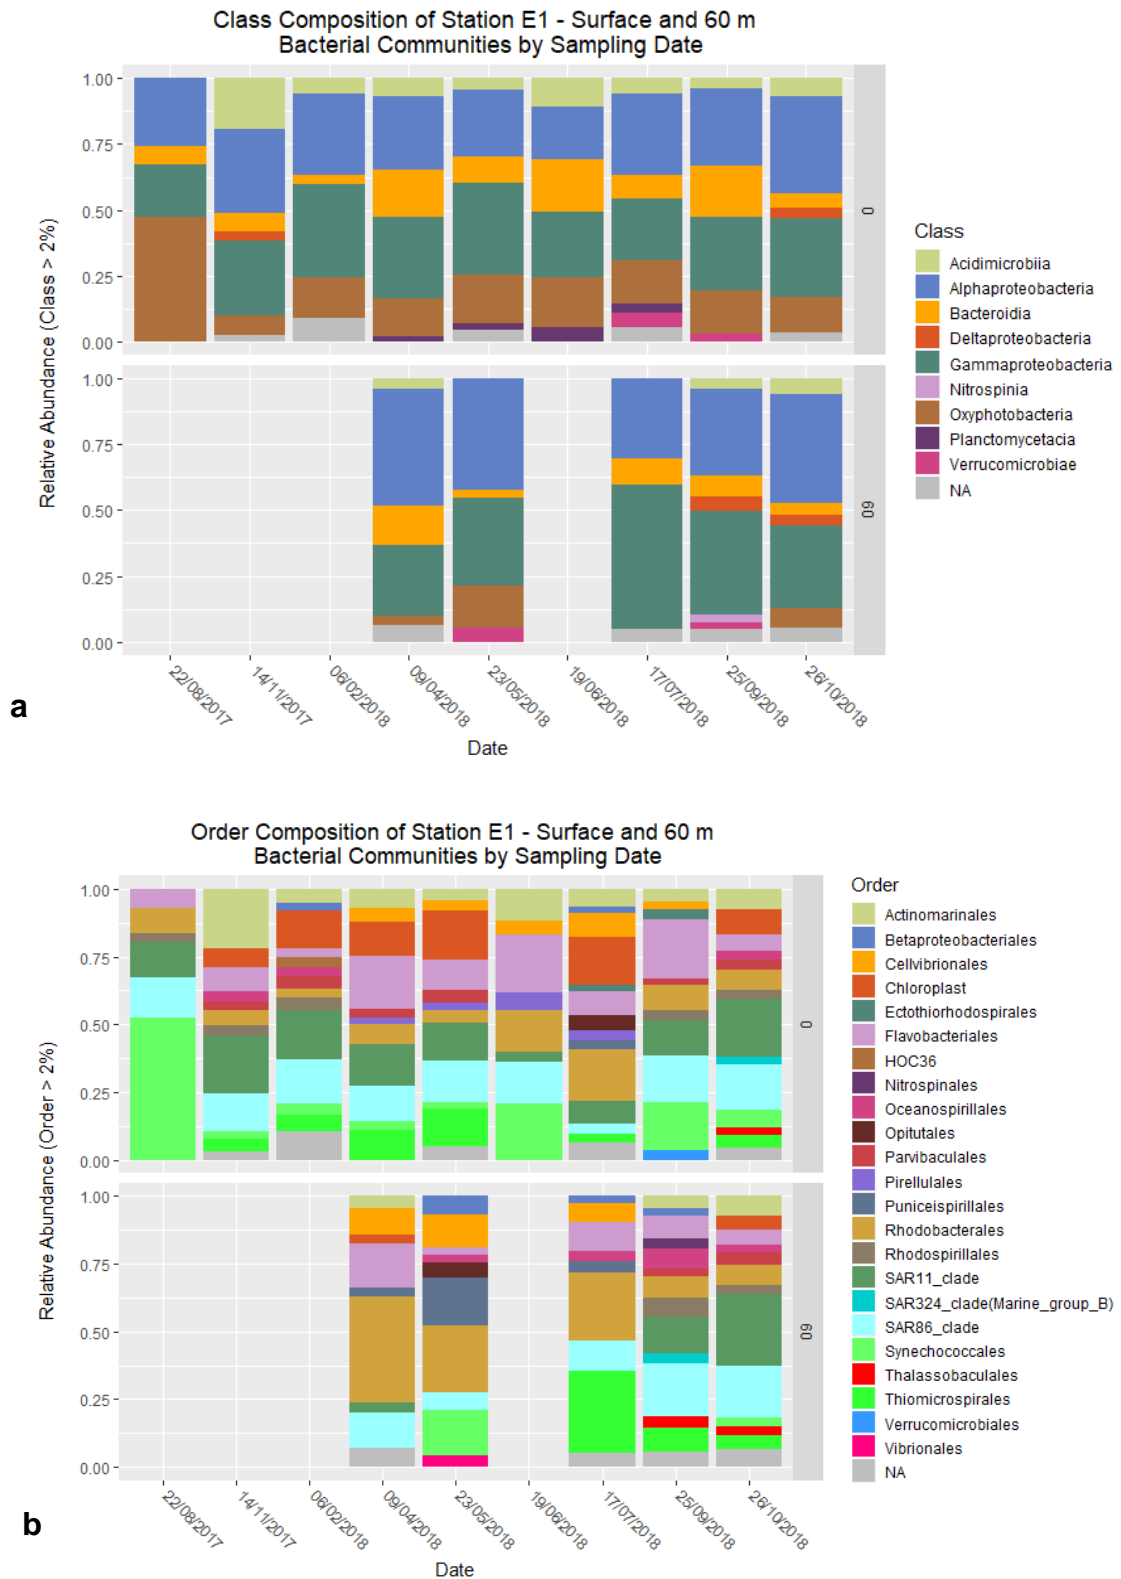 Class Composition of Station E1 - Surface and 60 m
Bacterial Communities by Sampling Date
Relative Abundance (Class > 2%)
1.00
0.75
0.50
0.25
0.00
0
1.00
0.75
0.50
0.25
0.00
60
22/08/2017
14/11/2017
06/02/2018
09/04/2018
23/05/2018
19/06/2018
17/07/2018
25/09/2018
26/10/2018
Date
Class
Acidimicrobiia
Alphaproteobacteria
Bacteroidia
Deltaproteobacteria
Gammaproteobacteria
Nitrospinia
Oxyphotobacteria
Planctomycetacia
Verrucomicrobiae
NA
a
Order Composition of Station E1 - Surface and 60 m
Bacterial Communities by Sampling Date
Relative Abundance (Order > 2%)
1.00
0.75
0.50
0.25
0.00
0
1.00
0.75
0.50
0.25
0.00
60
22/08/2017
14/11/2017
06/02/2018
09/04/2018
23/05/2018
19/06/2018
17/07/2018
25/09/2018
26/10/2018
Date
Order
Actinomarinales
Betaproteobacteriales
Cellvibrionales
Chloroplast
Ectothiorhodospirales
Flavobacteriales
HOC36
Nitrospinales
Oceanospirillales
Opitutales
Parvibaculales
Pirellulales
Puniceispirillales
Rhodobacterales
Rhodospirillales
SAR11_clade
SAR324_clade(Marine_group_B)
SAR86_clade
Synechococcales
Thalassobaculales
Thiomicrospirales
Verrucomicrobiales
Vibrionales
NA
b